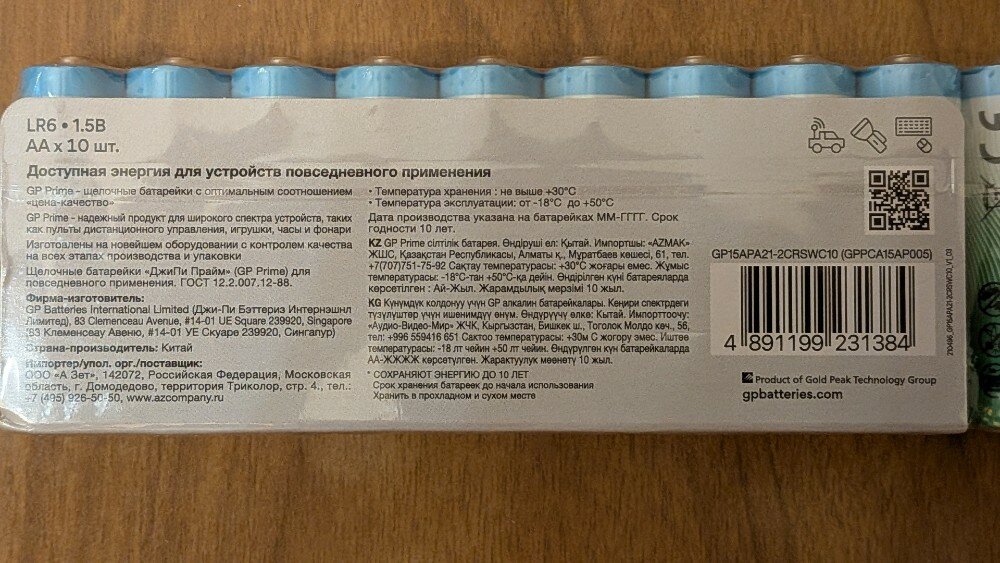 LR6 • 1.5В
AA x 10 шт.
Доступная энергия для устройств повседневного применения
GP Prime - щелочные батарейки с оптимальным соотношением
«цена-качество»
GP Prime - надежный продукт для широкого спектра устройств, таких
как пульты дистанционного управления, игрушки, часы и фонари
Изготовлены на новейшем оборудовании с контролем качества
на всех этапах производства и упаковки
Щелочные батарейки «ДжиПи Прайм» (GP Prime) для
повседневного применения. ГОСТ 12.2.007.12-88.
Фирма-изготовитель:
GP Batteries International Limited (Джи-Пи Бэттериз Интернэшнл
Лимитед), 83 Clemenceau Avenue, #14-01 UE Square 239920, Singapore
(83 Клеменсеау Авеню, #14-01 УЕ Скуаре 239920, Сингапур)
Страна-производитель: Китай
Импортер/упол. орг./поставщик:
ООО «А Зет», 142072, Российская Федерация, Московская
область, г. Домодедово, территория Триколор, стр. 4, тел.:
+7 (495) 926-50-50, www.azcompany.ru
• Температура хранения : не выше +30°C
• Температура эксплуатации: от -18°C до +50°C
Дата производства указана на батарейках ММ-ГГГГ. Срок
годности 10 лет.
KZ GP Prime сілтілік батарея. Өндіруші ел: Қытай. Импортшы: «AZMAK»
ЖШС, Қазақстан Республикасы, Алматы қ., Мұратбаев көшесі, 61, тел.
+7(707)751-75-92 Сақтау температурасы: +30°C жоғары емес. Жұмыс
температурасы: -18°C-тан +50°C-қа дейін. Өндірілген күні батареяларда
көрсетілген : Ай-Жыл. Жарамдылық мерзімі 10 жыл.
KG Күнүмдүк колдонуу үчүн GP алкалин батарейкалары. Кеңири спектрдеги
түзүлүштөр үчүн ишенимдүү өнүм. Өндүрүүчү өлкө: Кытай. Импорттоочу:
«Аудио-Видео-Мир» ЖЧК, Кыргызстан, Бишкек ш., Тоголок Молдо көч., 58,
тел: +996 559416 651 Сактоо температурасы: +30м С жогору эмес. Иштөө
температурасы: -18 лт чейин +50 лт чейин. Өндүрүлгөн күн батарейкаларда
АА-ЖЖЖЖ көрсөтүлгөн. Жарактуулук мөөнөтү 10 жыл.
* СОХРАНЯЮТ ЭНЕРГИЮ ДО 10 ЛЕТ
Срок хранения батареек до начала использования
Хранить в прохладном и сухом месте
GP15APA21-2CRSWC10 (GPPCA15AP005)
4 891199 231384
Product of Gold Peak Technology Group
gpbatteries.com